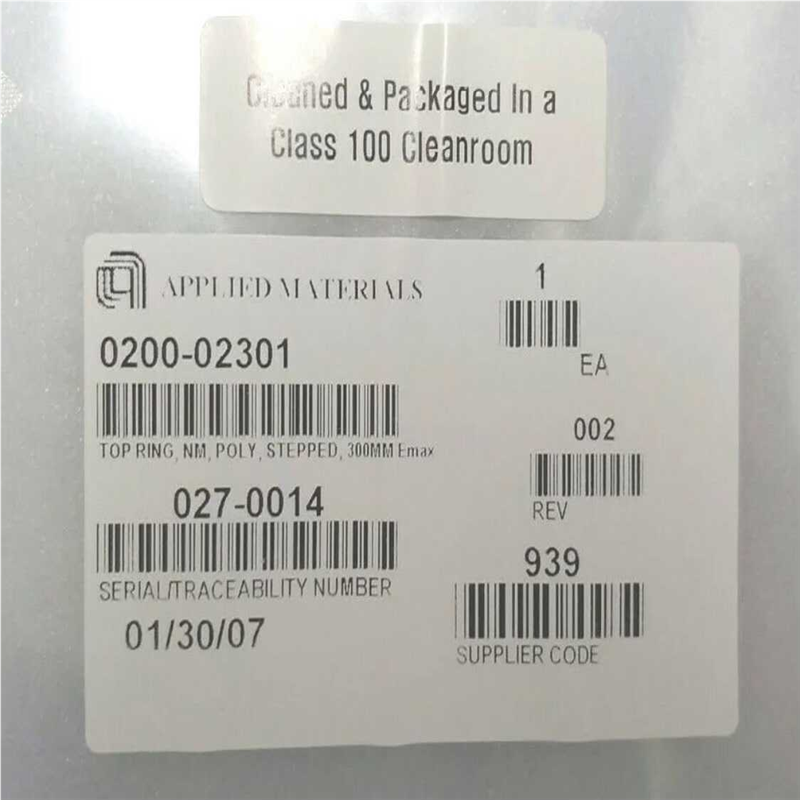 Cleaned & Packaged In a
Class 100 Cleanroom
APPLIED MATERIALS
1
EA
0200-02301
TOP RING, NM, POLY, STEPPED, 300MM Emax
002
REV
027-0014
SERIAL/TRACEABILITY NUMBER
939
SUPPLIER CODE
01/30/07